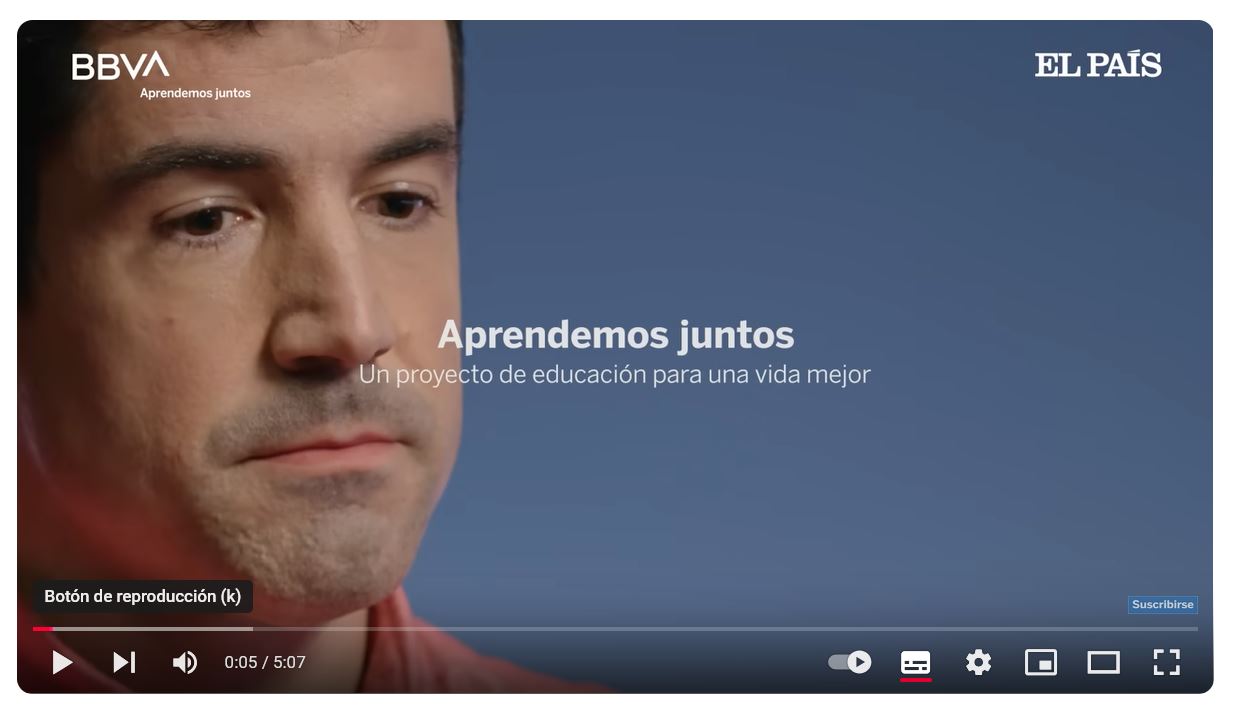 BBVA
Aprendemos juntos
EL PAÍS
Aprendemos juntos
Un proyecto de educación para una vida mejor
Botón de reproducción (k)
Suscribirse
0:05 / 5:07